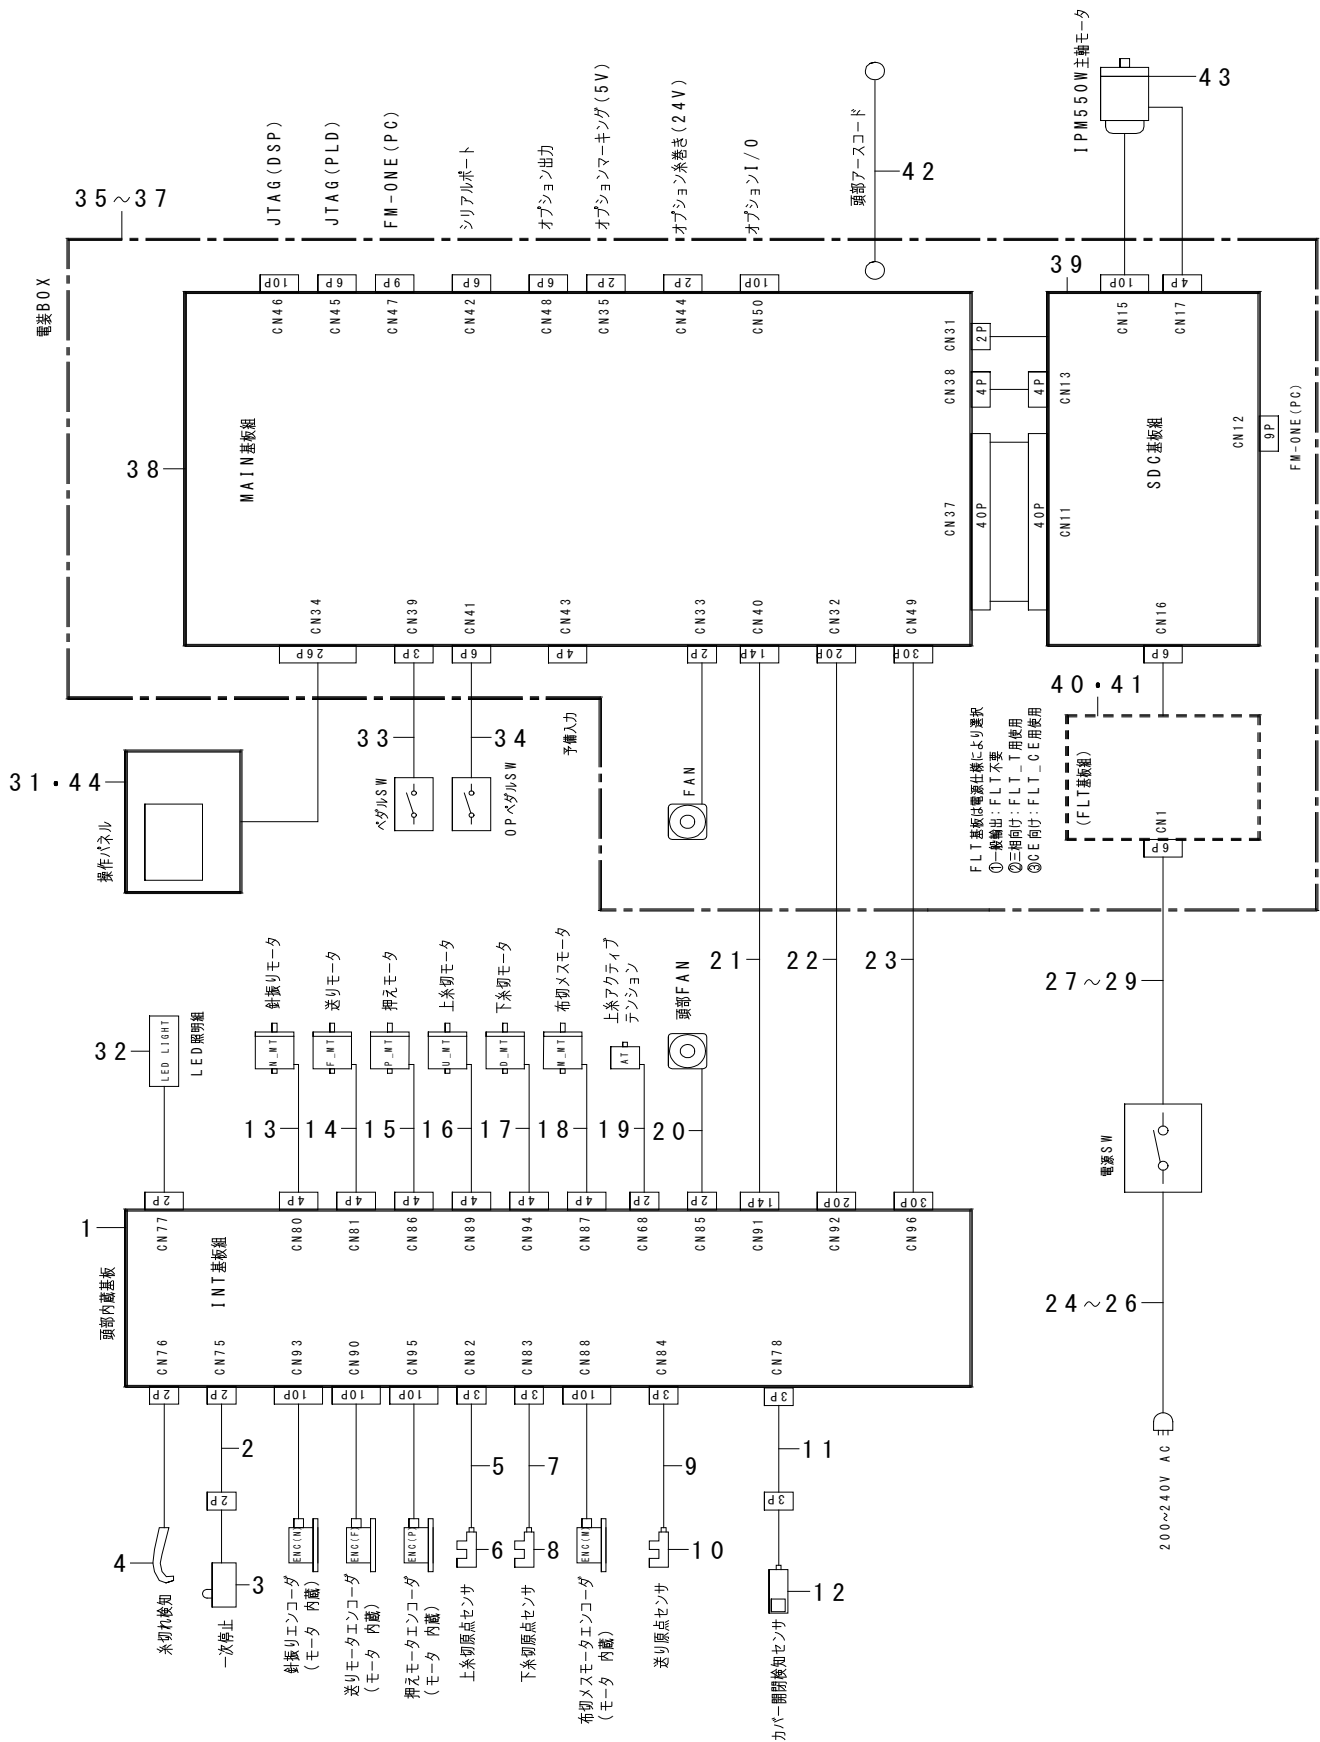 電装BOX
35〜37
JTAG(DSP)
JTAG(PLD)
FM-ONE(PC)
シリアルポート
オプション出力
オプションマーキング(5V)
オプション糸巻き(24V)
オプションI/O
頭部アースコード
42
IPM550W主軸モータ
43
39
10P
6P
9P
6P
6P
2P
2P
10P
10P
4P
CN46
CN45
CN47
CN42
CN48
CN35
CN44
CN50
CN15
CN17
CN31
2P
CN38
4P
4P
CN13
38
MAIN基板組
CN37
40P
40P
CN11
SDC基板組
CN12
9P
FM-ONE(PC)
CN34
CN39
CN41
CN43
CN33
CN40
CN32
CN49
CN16
26P
3P
6P
4P
2P
14P
20P
30P
6P
40・41
33
34
予備入力
31・44
操作パネル
ペダルSW
OPペダルSW
FAN
FLT基板は電源仕様により選択
①一般輸出:FLT不要
②三相向け:FLT_T用使用
③CE向け:FLT_CE用使用
(FLT基板組)
CN1
6P
32
LED LIGHT
LED照明組
針振りモータ
送りモータ
押えモータ
上糸切モータ
下糸切モータ
布切メスモータ
上糸アクティブ
テンション
頭部FAN
N_MT
F_MT
P_MT
U_MT
D_MT
M_MT
AT
21
22
23
27〜29
13
14
15
16
17
18
19
20
電源SW
2P
4P
4P
4P
4P
4P
4P
2P
2P
14P
20P
30P
1
頭部内蔵基板
CN77
CN80
CN81
CN86
CN89
CN94
CN87
CN68
CN85
CN91
CN92
CN96
INT基板組
24〜26
CN76
CN75
CN93
CN90
CN95
CN82
CN83
CN88
CN84
CN78
2P
2P
10P
10P
10P
3P
3P
10P
3P
3P
2
5
7
9
11
2P
3P
200~240V AC
4
3
ENC(N)
ENC(F)
ENC(P)
6
8
ENC(M)
10
12
糸切れ検知
一次停止
針振りエンコーダ
(モータ 内蔵)
送りモータエンコーダ
(モータ 内蔵)
押えモータエンコーダ
(モータ 内蔵)
上糸切原点センサ
下糸切原点センサ
布切メスモータエンコーダ
(モータ 内蔵)
送り原点センサ
カバー開閉検知センサ